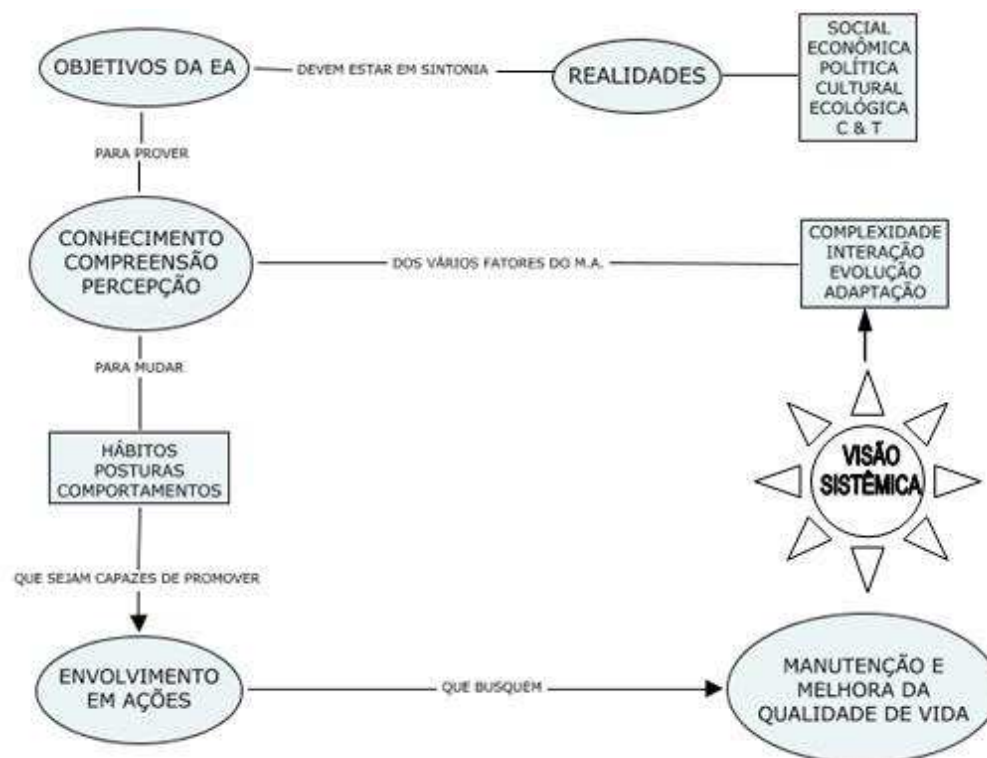 OBJETIVOS DA EA
DEVEM ESTAR EM SINTONIA
REALIDADES
SOCIAL
ECONÔMICA
POLÍTICA
CULTURAL
ECOLÓGICA
C & T
PARA PROVER
CONHECIMENTO
COMPREENSÃO
PERCEPÇÃO
DOS VÁRIOS FATORES DO M.A.
COMPLEXIDADE
INTERAÇÃO
EVOLUÇÃO
ADAPTAÇÃO
PARA MUDAR
HÁBITOS
POSTURAS
COMPORTAMENTOS
VISÃO
SISTÊMICA
QUE SEJAM CAPAZES DE PROMOVER
ENVOLVIMENTO
EM AÇÕES
QUE BUSQUEM
MANUTENÇÃO E
MELHORA DA
QUALIDADE DE VIDA